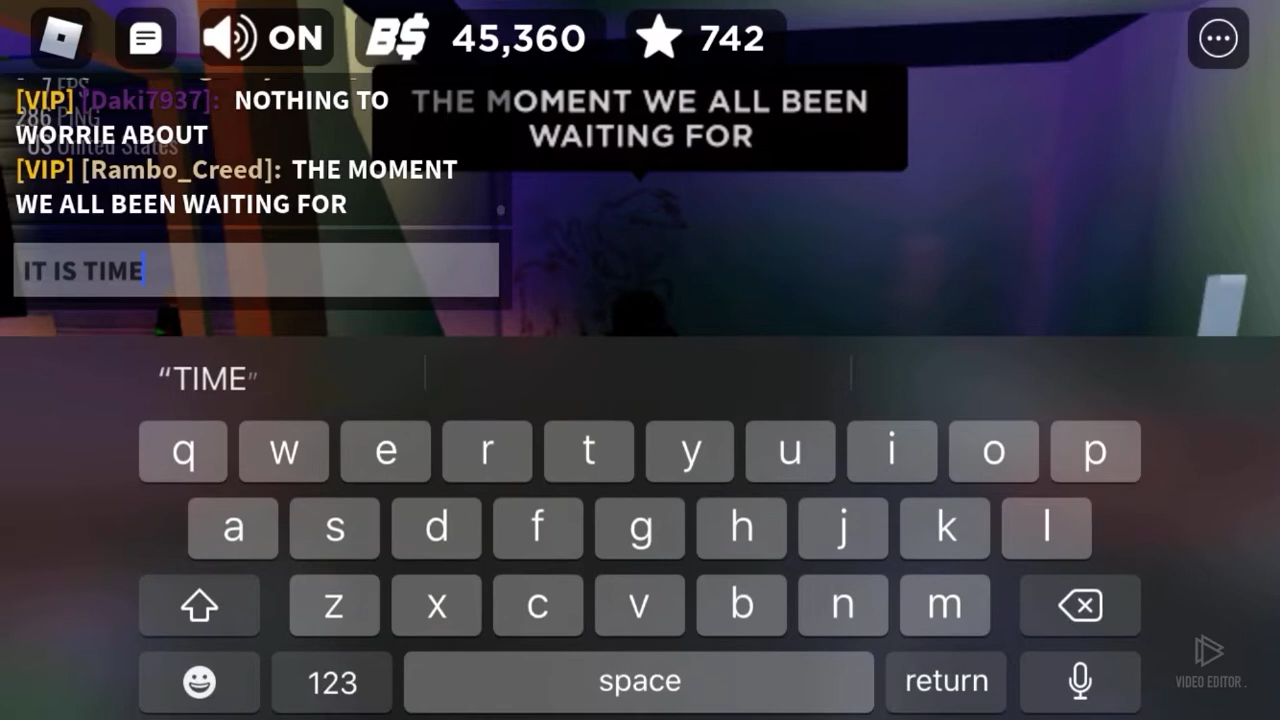 ON B$ 45,360 742
7 FPS
[VIP] [Daki7937]: NOTHING TO
286 PING
WORRIE ABOUT
US United States
[VIP] [Rambo_Creed]: THE MOMENT
WE ALL BEEN WAITING FOR
THE MOMENT WE ALL BEEN
WAITING FOR
IT IS TIME
“TIME”
q w e r t y u i o p
a s d f g h j k l
z x c v b n m
123 space return
VIDEO EDITOR.